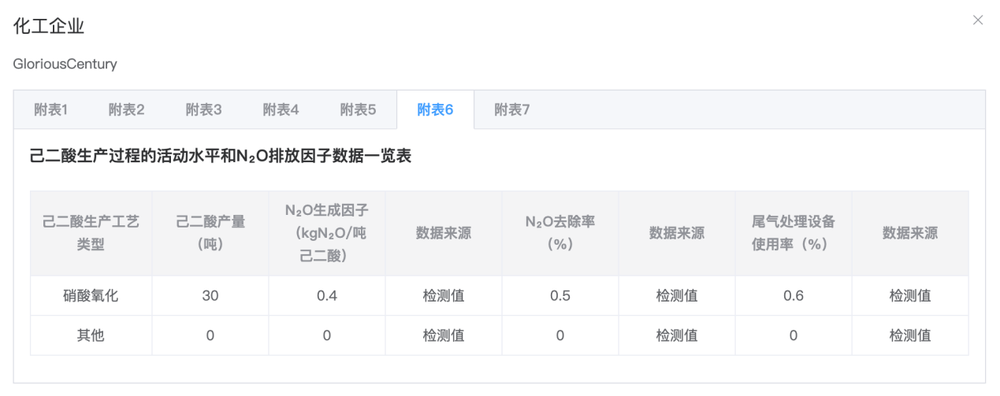 化工企业
GloriousCentury
附表1 附表2 附表3 附表4 附表5 附表6 附表7
己二酸生产过程的活动水平和N₂O排放因子数据一览表
己二酸生产工艺
类型
己二酸产量
（吨）
N₂O生成因子
（kgN₂O/吨
己二酸）
数据来源
N₂O去除率
（%）
数据来源
尾气处理设备
使用率（%）
数据来源
硝酸氧化 30 0.4 检测值 0.5 检测值 0.6 检测值
其他 0 0 检测值 0 检测值 0 检测值